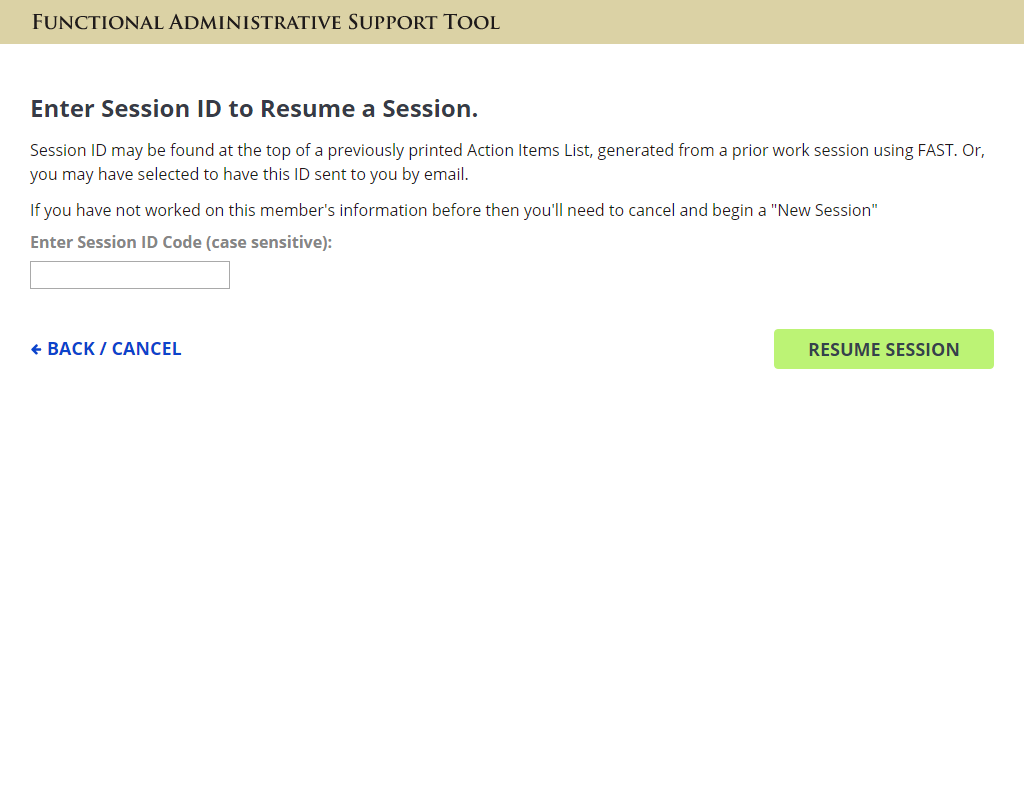 Functional Administrative Support Tool
Enter Session ID to Resume a Session.
Session ID may be found at the top of a previously printed Action Items List, generated from a prior work session using FAST. Or,
you may have selected to have this ID sent to you by email.
If you have not worked on this member's information before then you'll need to cancel and begin a "New Session"
Enter Session ID Code (case sensitive):
BACK / CANCEL
RESUME SESSION